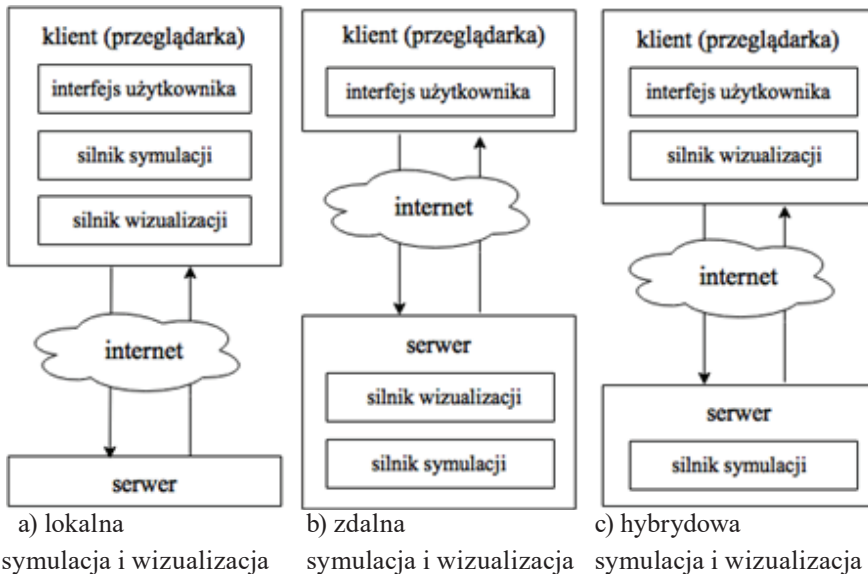 klient (przeglądarka)
interfejs użytkownika
silnik symulacji
silnik wizualizacji
internet
serwer
a) lokalna
symulacja i wizualizacja
klient (przeglądarka)
interfejs użytkownika
internet
serwer
silnik wizualizacji
silnik symulacji
b) zdalna
symulacja i wizualizacja
klient (przeglądarka)
interfejs użytkownika
silnik wizualizacji
internet
serwer
silnik symulacji
c) hybrydowa
symulacja i wizualizacja